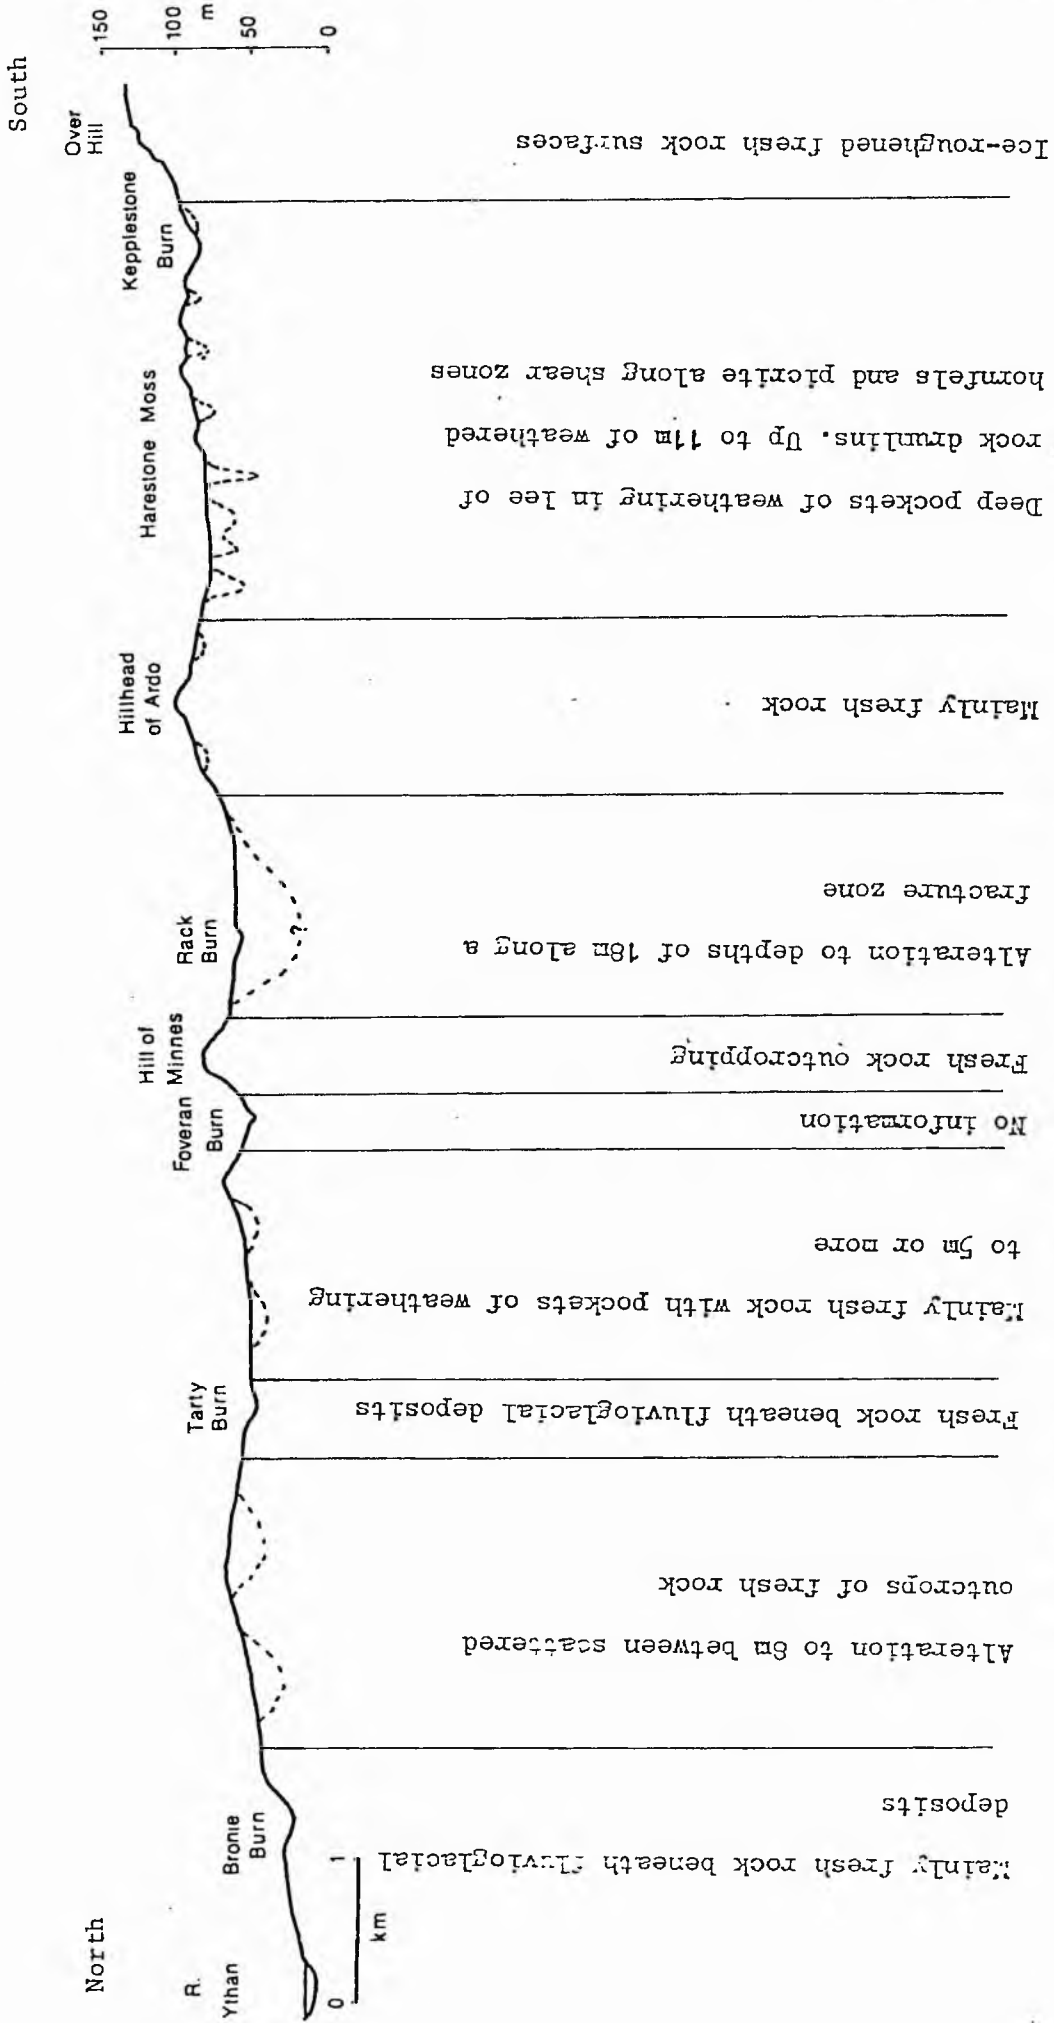 North
South
R.
Ythan
Bronie
Burn
Tarty
Burn
Foveran
Burn
Hill of
Minnes
Rack
Burn
Hillhead
of Ardo
Harestone Moss
Kepplestone
Burn
Over
Hill
150
100
m
50
0
0
1
km
?
Mainly fresh rock beneath fluvioglacial
deposits
Alteration to 8m between scattered
outcrops of fresh rock
Fresh rock beneath fluvioglacial deposits
Mainly fresh rock with pockets of weathering
to 5m or more
No information
Fresh rock outcropping
Alteration to depths of 18m along a
fracture zone
Mainly fresh rock
Deep pockets of weathering in lee of
rock drumlins. Up to 11m of weathered
hornfels and picrite along shear zones
Ice-roughened fresh rock surfaces